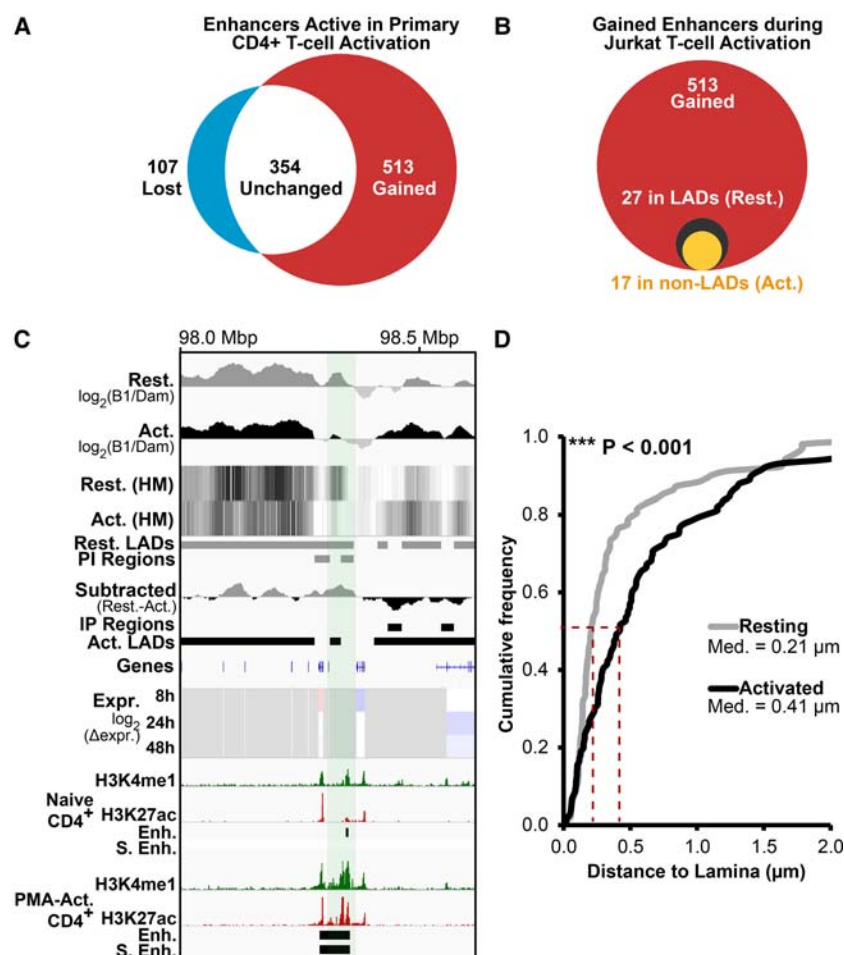 A
Enhancers Active in Primary
CD4+ T-cell Activation
107
Lost
354
Unchanged
513
Gained
B
Gained Enhancers during
Jurkat T-cell Activation
513
Gained
27 in LADs (Rest.)
17 in non-LADs (Act.)
C
98.0 Mbp
98.5 Mbp
Rest.
log2(B1/Dam)
Act.
log2(B1/Dam)
Rest. (HM)
Act. (HM)
Rest. LADs
PI Regions
Subtracted
(Rest.-Act.)
IP Regions
Act. LADs
Genes
Expr.
log2
(Δexpr.)
8h
24h
48h
H3K4me1
Naive
CD4+
H3K27ac
Enh.
S. Enh.
H3K4me1
PMA-Act.
CD4+
H3K27ac
Enh.
S. Enh.
D
*** P < 0.001
Cumulative frequency
1.0
0.8
0.6
0.5
0.4
0.2
0.0
Resting
Med. = 0.21 µm
Activated
Med. = 0.41 µm
0.0
0.5
1.0
1.5
2.0
Distance to Lamina (µm)